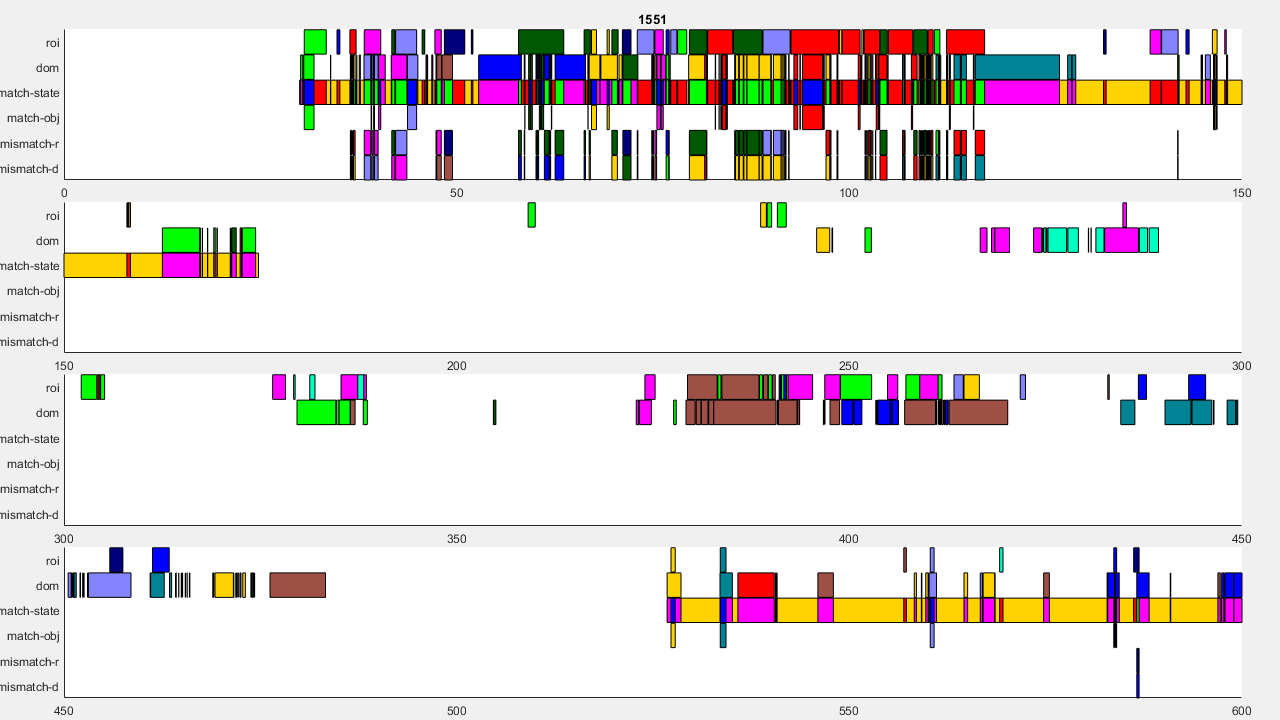 1551
roi
dom
match-state
match-obj
mismatch-r
mismatch-d
0 50 100 150
roi
dom
match-state
match-obj
mismatch-r
mismatch-d
150 200 250 300
roi
dom
match-state
match-obj
mismatch-r
mismatch-d
300 350 400 450
roi
dom
match-state
match-obj
mismatch-r
mismatch-d
450 500 550 600